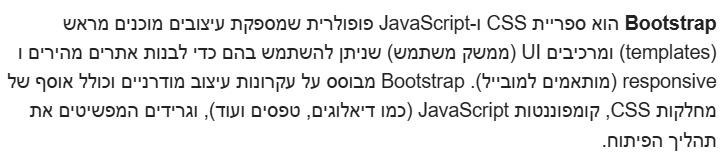 Bootstrap הוא ספריית CSS ו-JavaScript פופולרית שמספקת עיצובים מוכנים מראש
(templates) ומרכיבים UI (ממשק משתמש) שניתן להשתמש בהם כדי לבנות אתרים מהירים ו
responsive (מותאמים למובייל). Bootstrap מבוסס על עקרונות עיצוב מודרניים וכולל אוסף של
מחלקות CSS, קומפוננטות JavaScript (כמו דיאלוגים, טפסים ועוד), וגרידים המפשיטים את
תהליך הפיתוח.